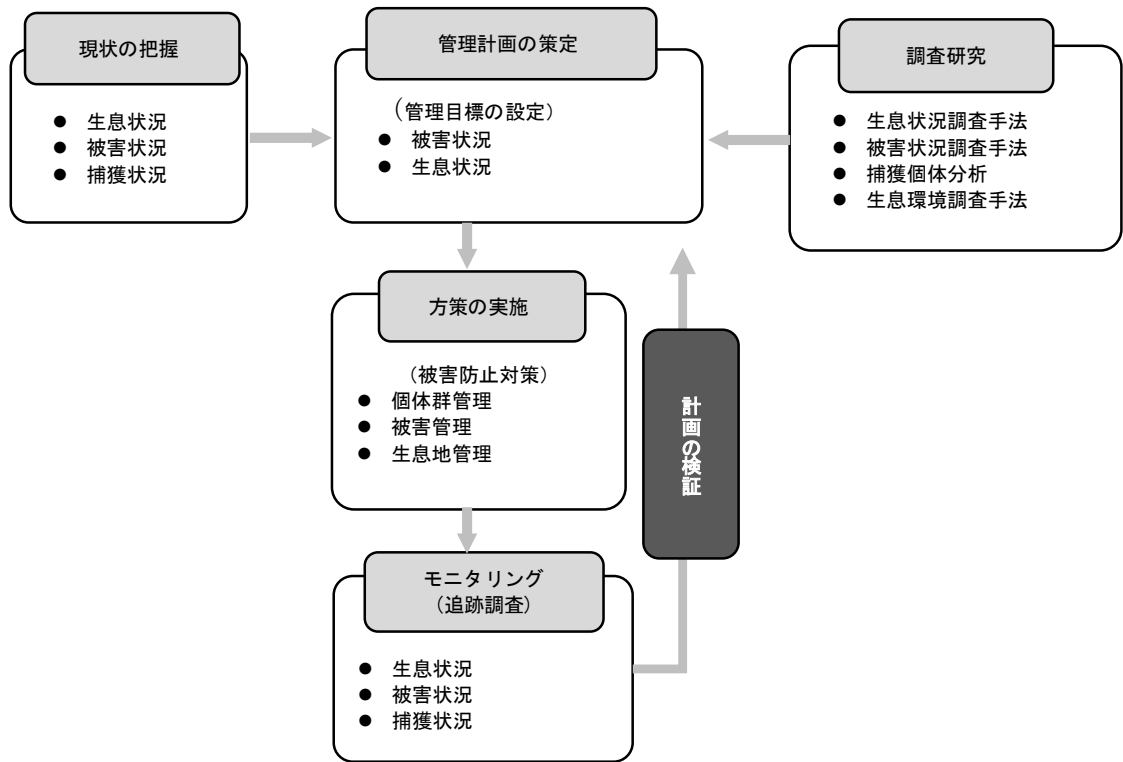 現状の把握
● 生息状況
● 被害状況
● 捕獲状況
管理計画の策定
（管理目標の設定）
● 被害状況
● 生息状況
調査研究
● 生息状況調査手法
● 被害状況調査手法
● 捕獲個体分析
● 生息環境調査手法
方策の実施
（被害防止対策）
● 個体群管理
● 被害管理
● 生息地管理
計画の検証
モニタリング
（追跡調査）
● 生息状況
● 被害状況
● 捕獲状況